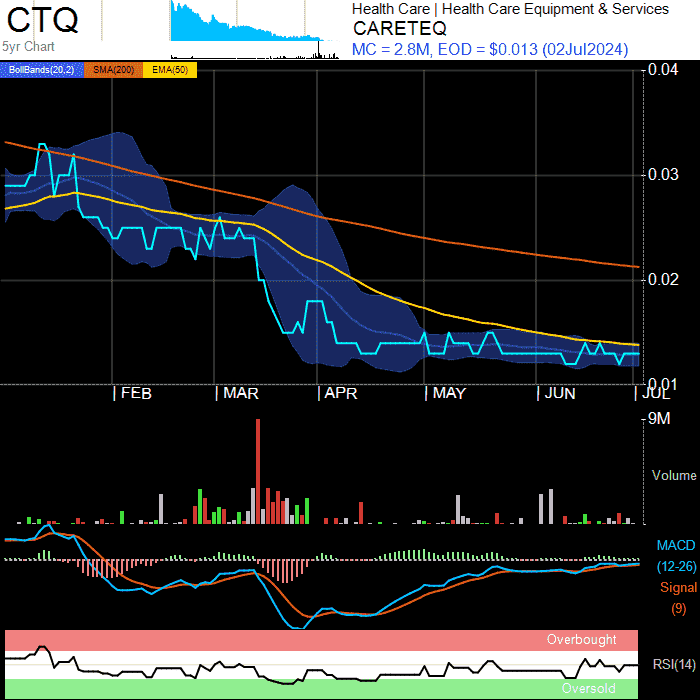 CTQ
5yr Chart
Health Care | Health Care Equipment & Services
CARETEQ
MC = 2.8M, EOD = $0.013 (02Jul2024)
BollBands(20,2) SMA(200) EMA(50)
0.04
0.03
0.02
0.01
FEB MAR APR MAY JUN JUL
9M
Volume
MACD
(12-26)
Signal
(9)
Overbought
RSI(14)
Oversold